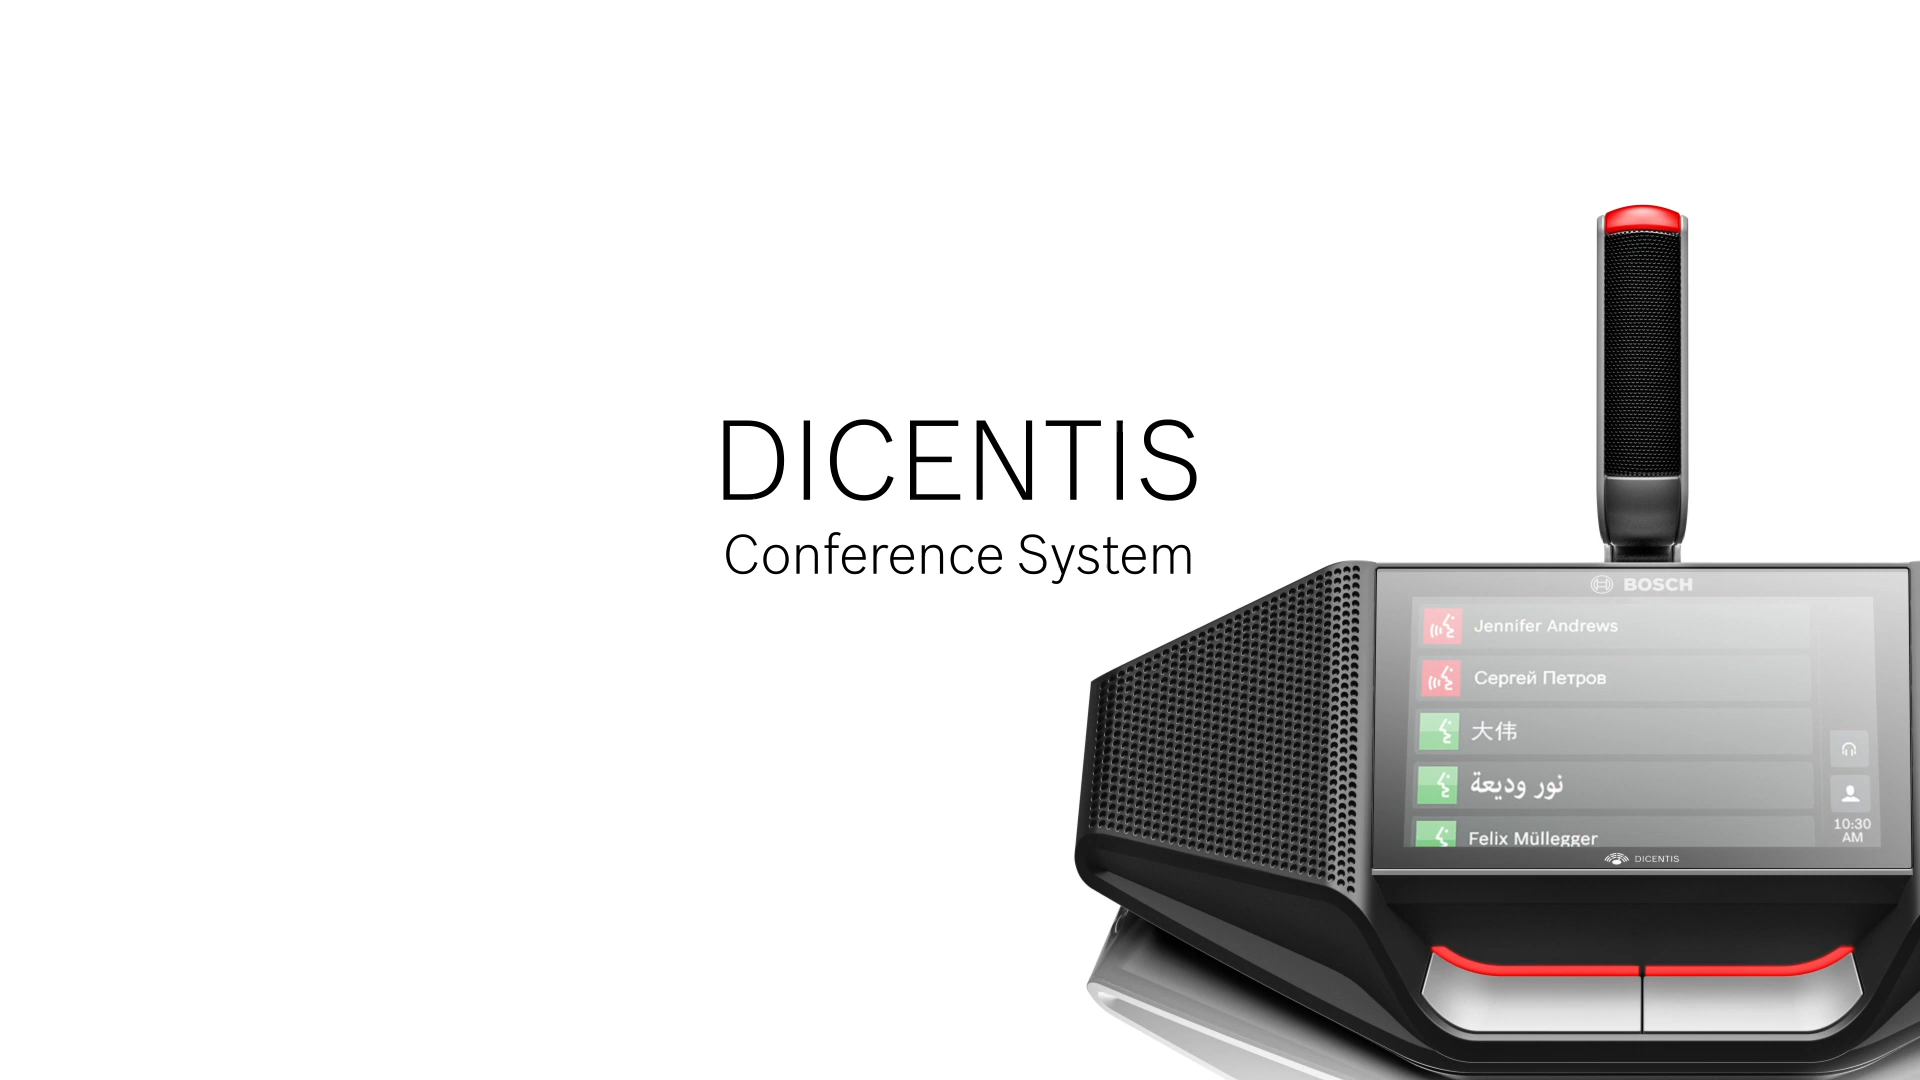 DICENTIS
Conference System
BOSCH
Jennifer Andrews
Сергей Петров
大伟
نور وديعة
Felix Müllegger
10:30
AM
DICENTIS